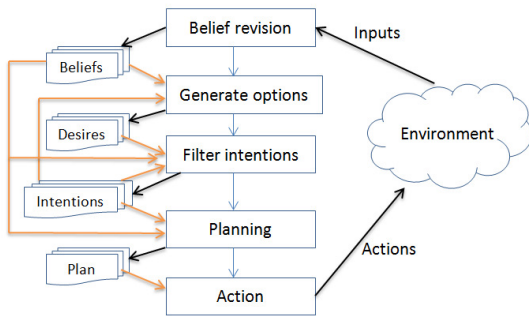 Belief revision
Inputs
Beliefs
Generate options
Desires
Environment
Filter intentions
Intentions
Planning
Actions
Plan
Action